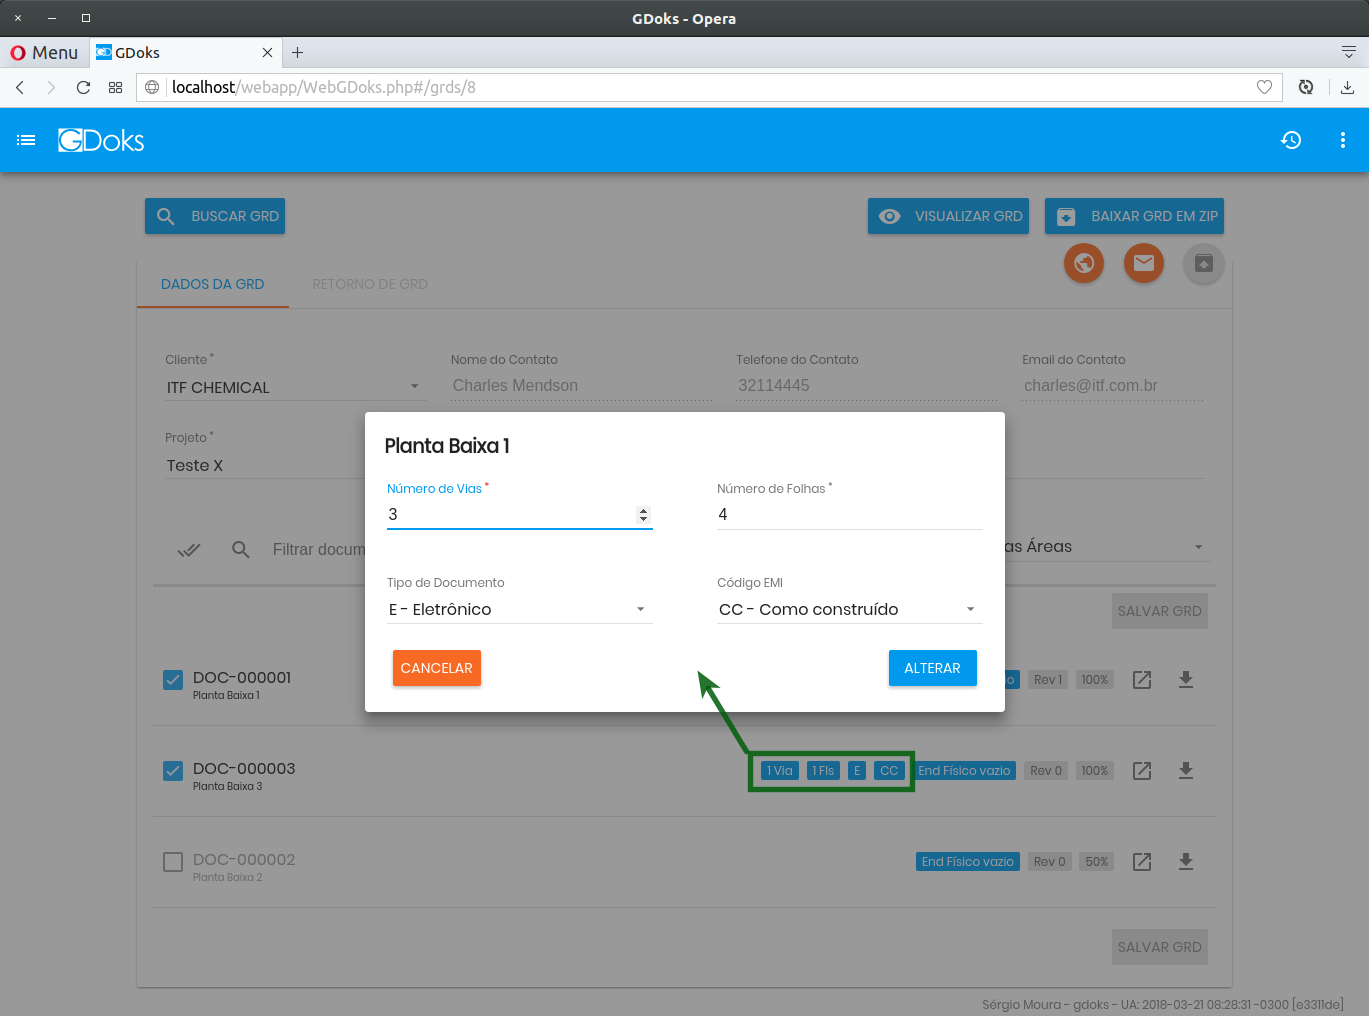 GDoks - Opera
Menu
GD GDoks
localhost/webapp/WebGDoks.php#/grds/8
GDoks
BUSCAR GRD
VISUALIZAR GRD
BAIXAR GRD EM ZIP
DADOS DA GRD
RETORNO DE GRD
Cliente *
Nome do Contato
Telefone do Contato
Email do Contato
ITF CHEMICAL
Charles Mendson
32114445
charles@itf.com.br
Projeto *
Teste X
Planta Baixa 1
Número de Vias *
Número de Folhas *
3
4
Filtrar docum
as Áreas
Tipo de Documento
Código EMI
E - Eletrônico
CC - Como construído
SALVAR GRD
CANCELAR
ALTERAR
DOC-000001
Planta Baixa 1
o Rev 1 100%
DOC-000003
Planta Baixa 3
1 Via 1 Fls E CC End Físico vazio Rev 0 100%
DOC-000002
Planta Baixa 2
End Físico vazio Rev 0 50%
SALVAR GRD
Sérgio Moura - gdoks - UA: 2018-03-21 08:28:31 -0300 [e3311de]